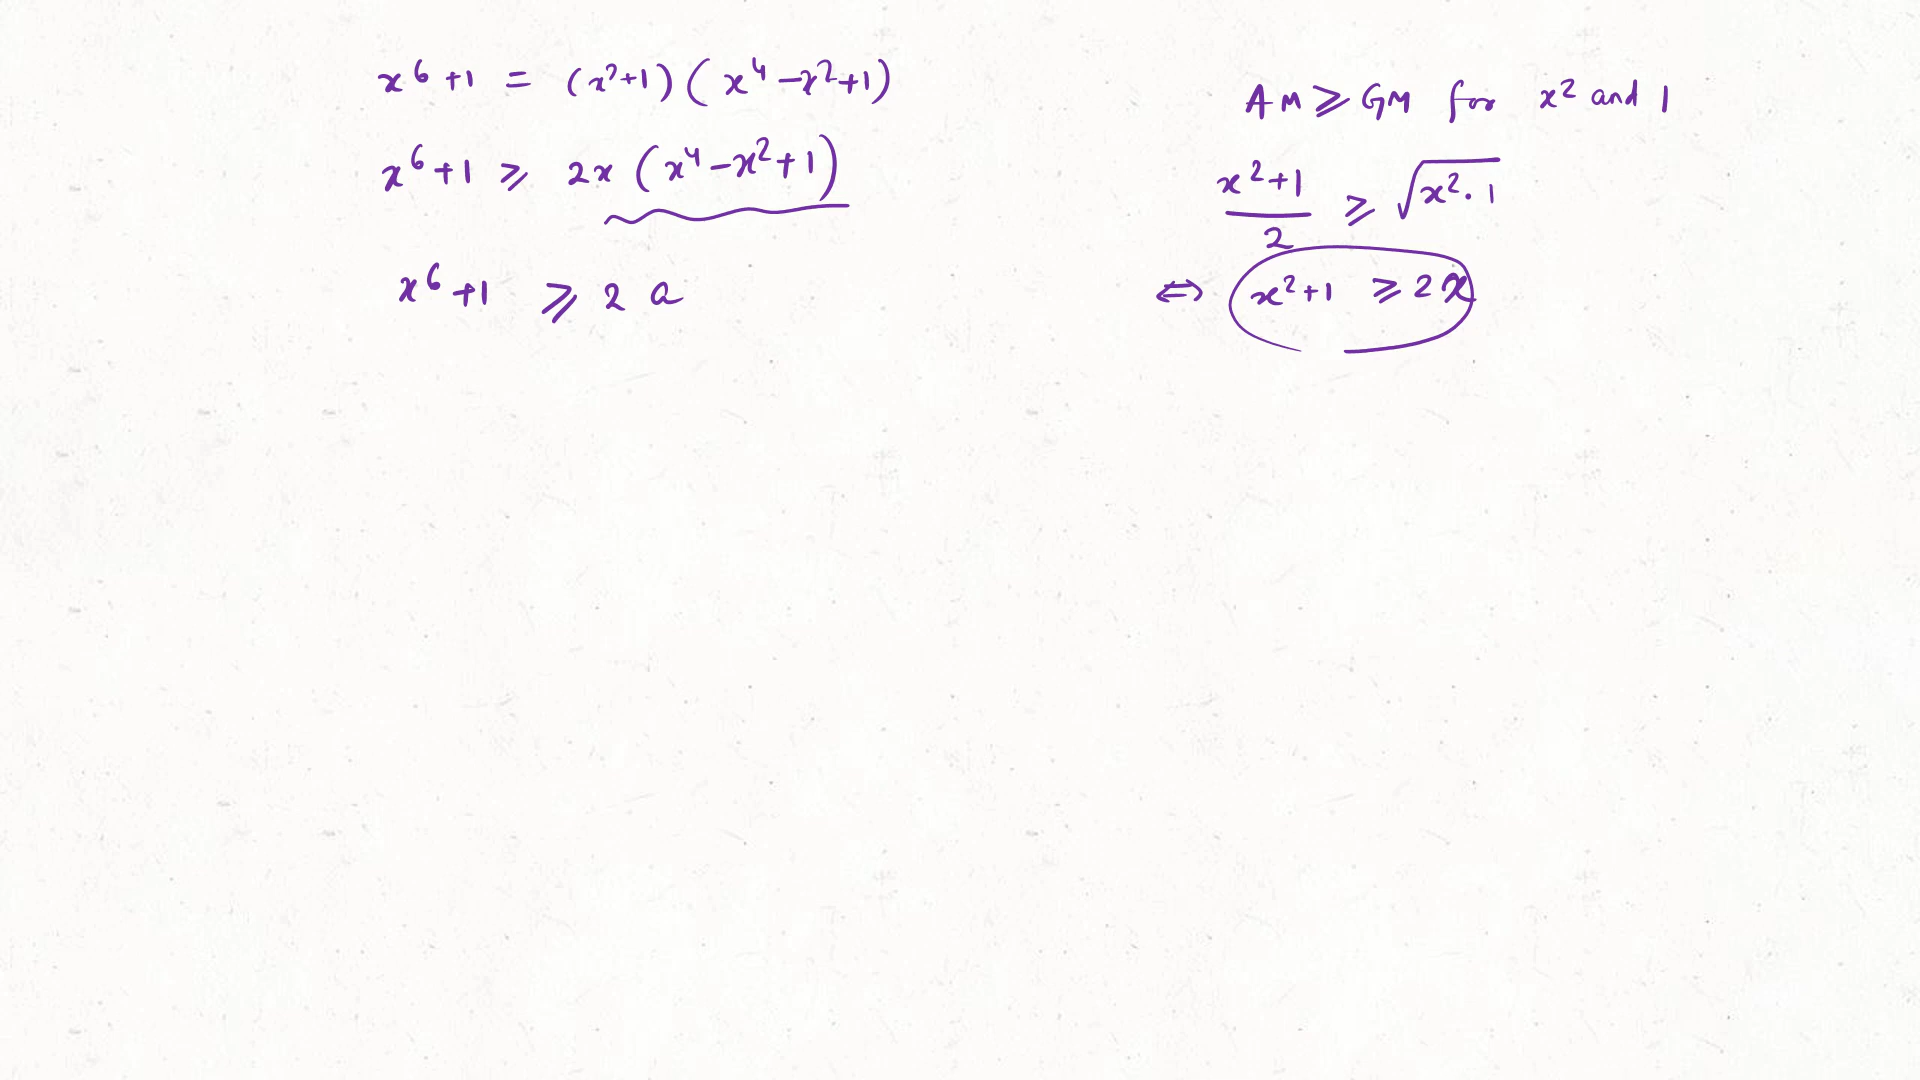 x⁶+1 = (x²+1)(x⁴-x²+1)
x⁶+1 ⩾ 2x (x⁴-x²+1)
x⁶+1 ⩾ 2 a
AM ⩾ GM for x² and 1
(x²+1)/2 ⩾ √(x²·1)
⇔ x²+1 ⩾ 2x